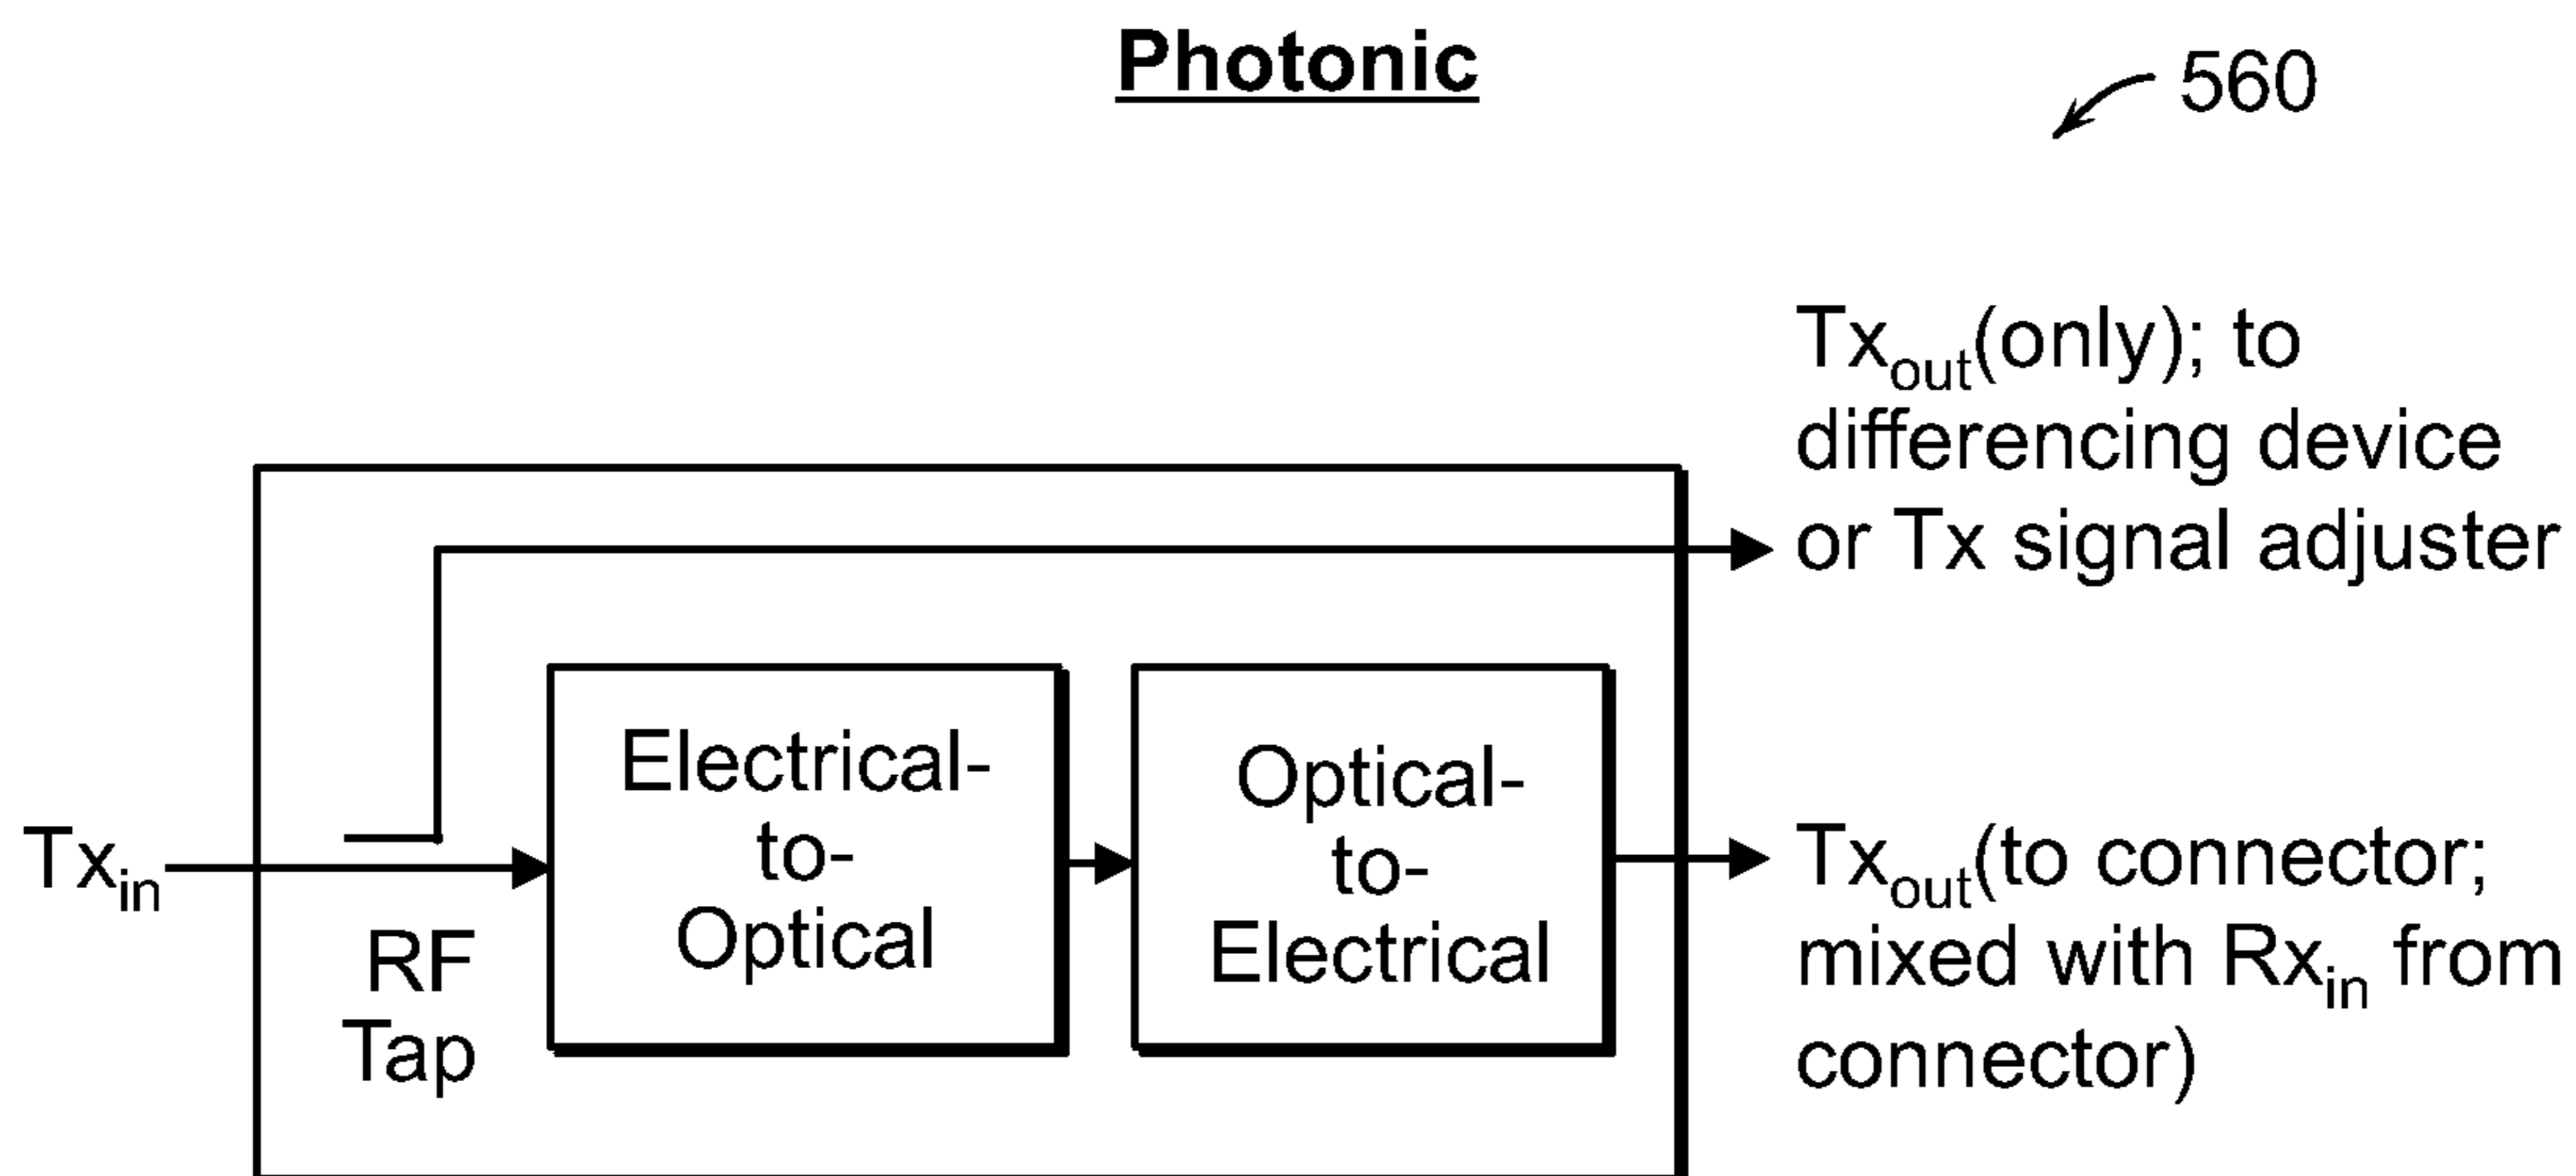 Photonic
560
Tx_out(only); to
differencing device
or Tx signal adjuster
Electrical-
to-
Optical
Optical-
to-
Electrical
Tx_in
RF
Tap
Tx_out(to connector;
mixed with Rx_in from
connector)